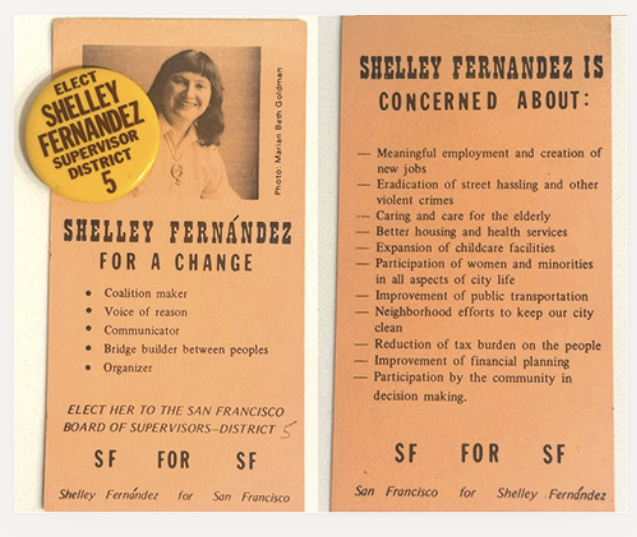 ELECT
SHELLEY
FERNANDEZ
SUPERVISOR
DISTRICT
5
Photo: Marian Beth Goldman
SHELLEY FERNÁNDEZ
FOR A CHANGE
• Coalition maker
• Voice of reason
• Communicator
• Bridge builder between peoples
• Organizer
ELECT HER TO THE SAN FRANCISCO
BOARD OF SUPERVISORS—DISTRICT 5
SF FOR SF
Shelley Fernández for San Francisco
SHELLEY FERNANDEZ IS
CONCERNED ABOUT:
— Meaningful employment and creation of
new jobs
— Eradication of street hassling and other
violent crimes
— Caring and care for the elderly
— Better housing and health services
— Expansion of childcare facilities
— Participation of women and minorities
in all aspects of city life
— Improvement of public transportation
— Neighborhood efforts to keep our city
clean
— Reduction of tax burden on the people
— Improvement of financial planning
— Participation by the community in
decision making.
SF FOR SF
San Francisco for Shelley Fernández